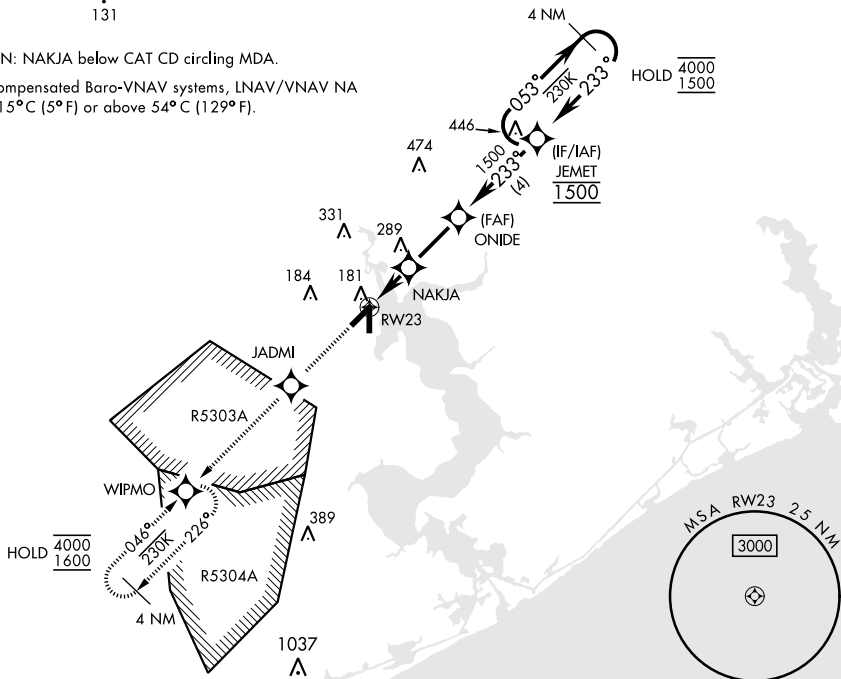 131
N: NAKJA below CAT CD circling MDA.
ompensated Baro-VNAV systems, LNAV/VNAV NA
15°C (5°F) or above 54°C (129°F).
4 NM
HOLD 4000
1500
053°
230K
233°
446
474
1500
233°
(4)
(IF/IAF)
JEMET
1500
331
289
(FAF)
ONIDE
184
181
NAKJA
RW23
JADMI
R5303A
WIPMO
HOLD 4000
1600
046°
230K
226°
389
R5304A
4 NM
1037
MSA RW23 25 NM
3000